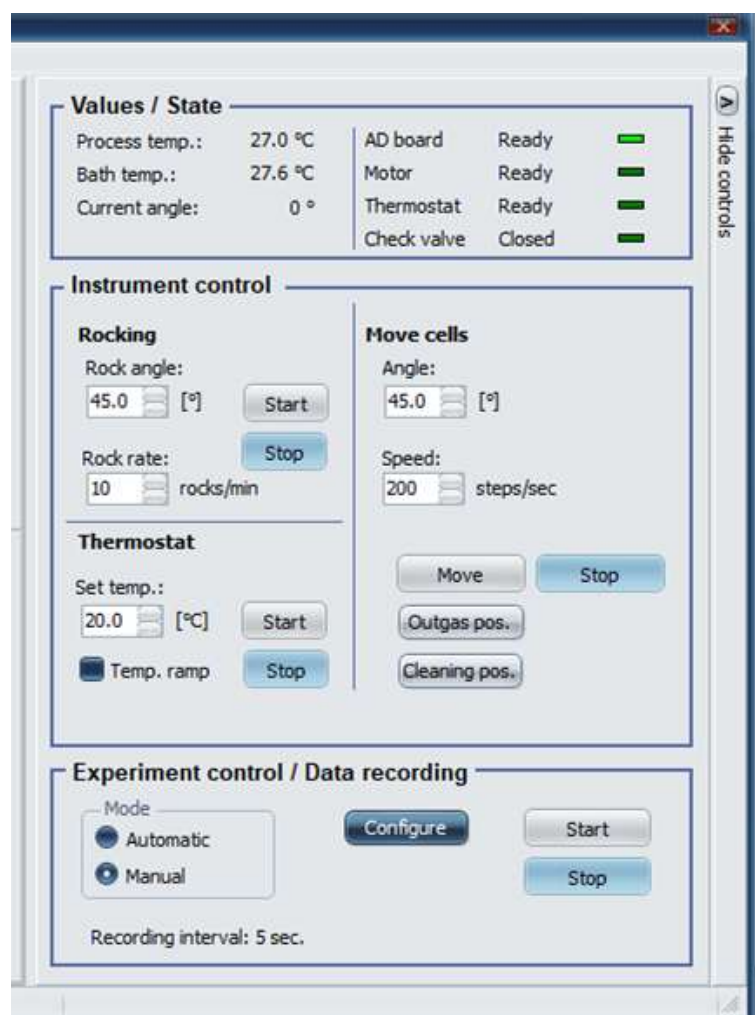 Values / State
Process temp.: 27.0 ºC
Bath temp.: 27.6 ºC
Current angle: 0 º
AD board Ready
Motor Ready
Thermostat Ready
Check valve Closed
Hide controls
Instrument control
Rocking
Rock angle:
45.0 [º] Start
Stop
Rock rate:
10 rocks/min
Thermostat
Set temp.:
20.0 [ºC] Start
Temp. ramp Stop
Move cells
Angle:
45.0 [º]
Speed:
200 steps/sec
Move Stop
Outgas pos.
Cleaning pos.
Experiment control / Data recording
Mode
Automatic
Manual
Configure Start
Stop
Recording interval: 5 sec.